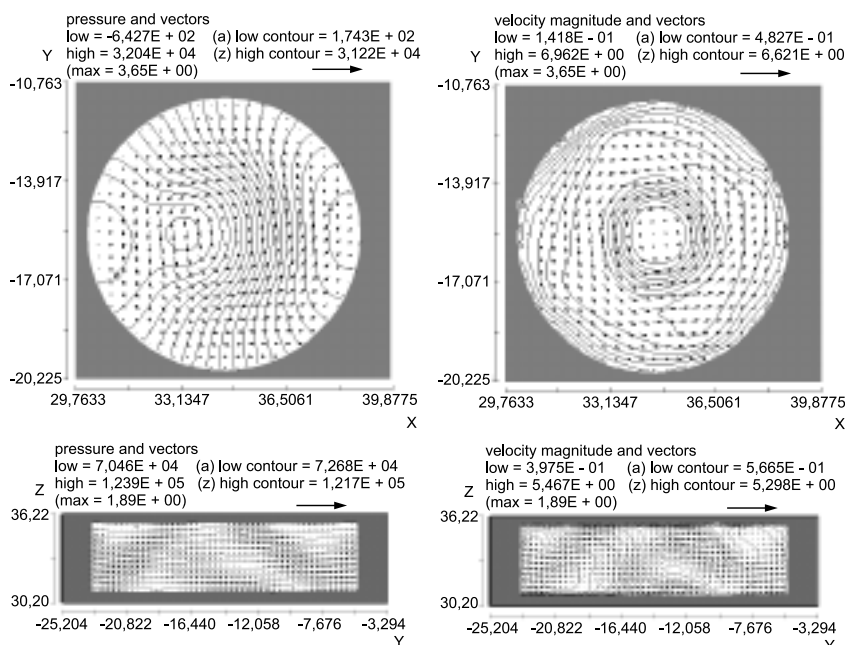 pressure and vectors
low = -6,427E + 02 (a) low contour = 1,743E + 02
high = 3,204E + 04 (z) high contour = 3,122E + 04
(max = 3,65E + 00)
Y
-10,763
-13,917
-17,071
-20,225
29,7633 33,1347 36,5061 39,8775
X
velocity magnitude and vectors
low = 1,418E - 01 (a) low contour = 4,827E - 01
high = 6,962E + 00 (z) high contour = 6,621E + 00
(max = 3,65E + 00)
Y
-10,763
-13,917
-17,071
-20,225
29,7633 33,1347 36,5061 39,8775
X
pressure and vectors
low = 7,046E + 04 (a) low contour = 7,268E + 04
high = 1,239E + 05 (z) high contour = 1,217E + 05
(max = 1,89E + 00)
Z
36,22
30,20
-25,204 -20,822 -16,440 -12,058 -7,676 -3,294
Y
velocity magnitude and vectors
low = 3,975E - 01 (a) low contour = 5,665E - 01
high = 5,467E + 00 (z) high contour = 5,298E + 00
(max = 1,89E + 00)
Z
36,22
30,20
-25,204 -20,822 -16,440 -12,058 -7,676 -3,294
Y